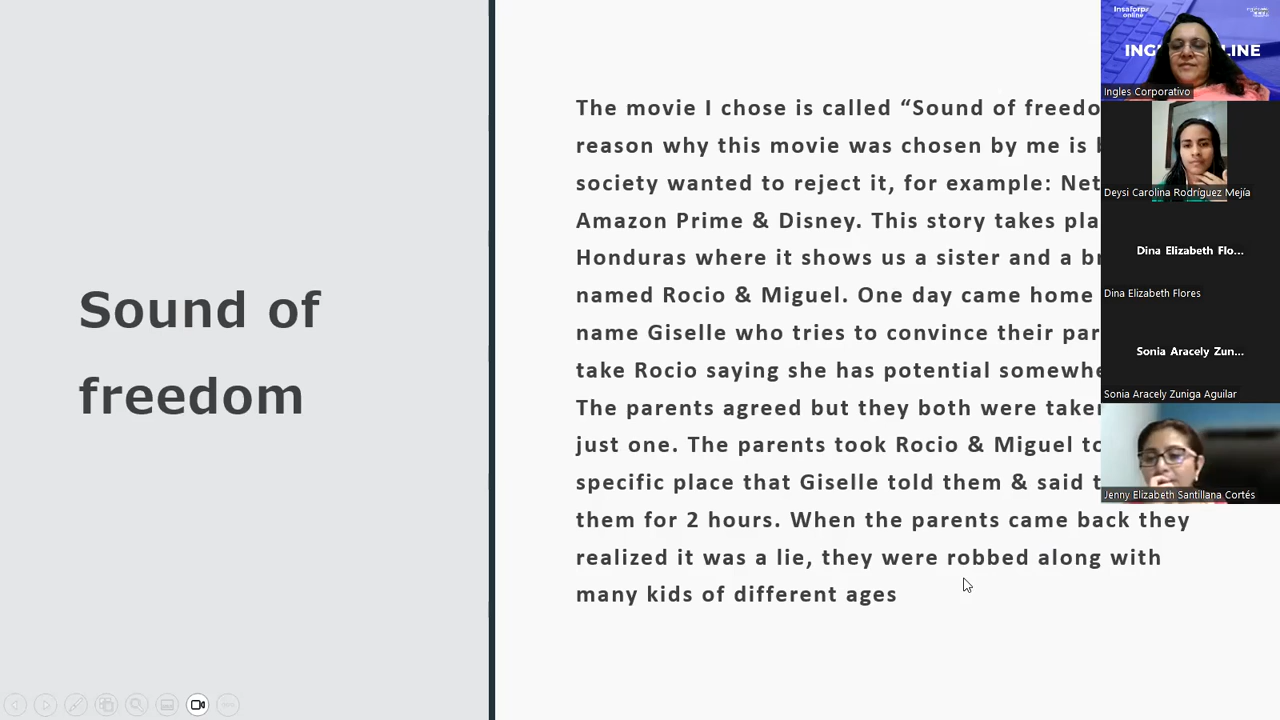 Sound of
freedom
The movie I chose is called “Sound of freedo
reason why this movie was chosen by me is
society wanted to reject it, for example: Net
Amazon Prime & Disney. This story takes pla
Honduras where it shows us a sister and a br
named Rocio & Miguel. One day came home
name Giselle who tries to convince their par
take Rocio saying she has potential somewhe
The parents agreed but they both were taken
just one. The parents took Rocio & Miguel to
specific place that Giselle told them & said t
them for 2 hours. When the parents came back they
realized it was a lie, they were robbed along with
many kids of different ages
Insaforp
online
ING LINE
Ingles Corporativo
Deysi Carolina Rodríguez Mejía
Dina Elizabeth Flo...
Dina Elizabeth Flores
Sonia Aracely Zun...
Sonia Aracely Zuniga Aguilar
Jenny Elizabeth Santillana Cortés